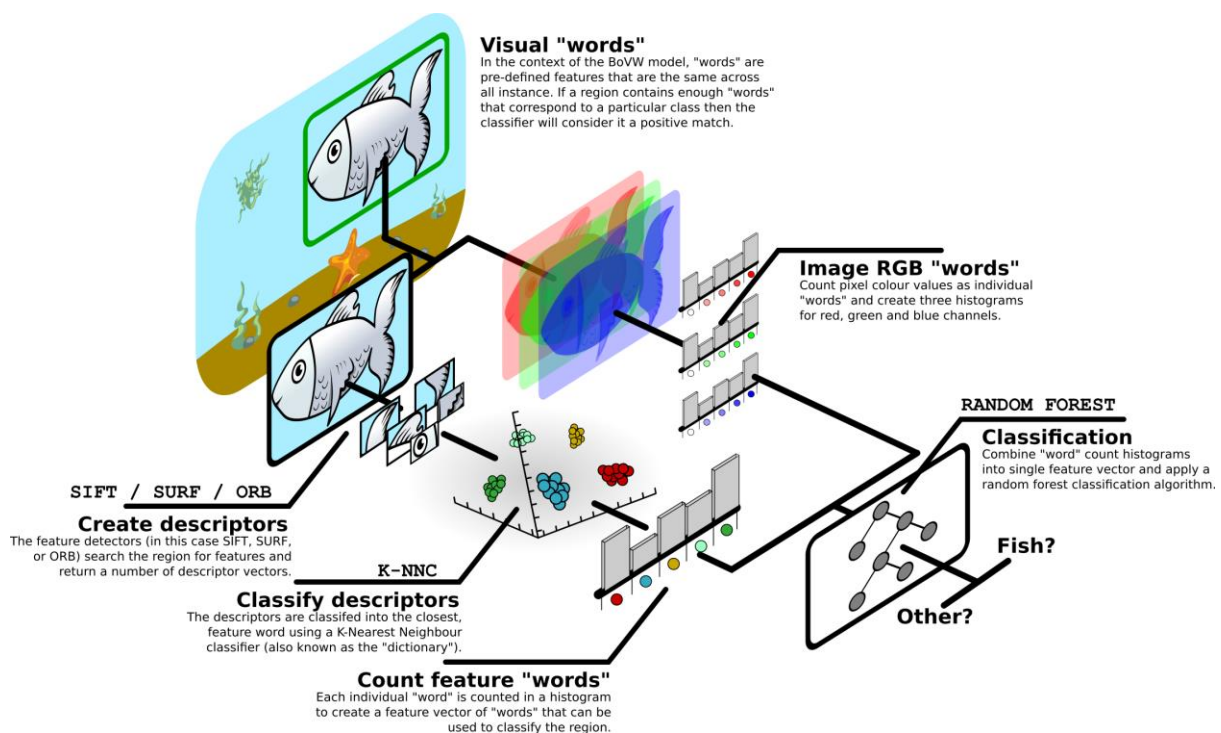 Visual "words"
In the context of the BoVW model, "words" are
pre-defined features that are the same across
all instance. If a region contains enough "words"
that correspond to a particular class then the
classifier will consider it a positive match.
Image RGB "words"
Count pixel colour values as individual
"words" and create three histograms
for red, green and blue channels.
RANDOM FOREST
Classification
Combine "word" count histograms
into single feature vector and apply a
random forest classification algorithm.
SIFT / SURF / ORB
Create descriptors
The feature detectors (in this case SIFT, SURF,
or ORB) search the region for features and
return a number of descriptor vectors.
K-NNC
Classify descriptors
The descriptors are classifed into the closest,
feature word using a K-Nearest Neighbour
classifier (also known as the "dictionary").
Count feature "words"
Each individual "word" is counted in a histogram
to create a feature vector of "words" that can be
used to classify the region.
Fish?
Other?